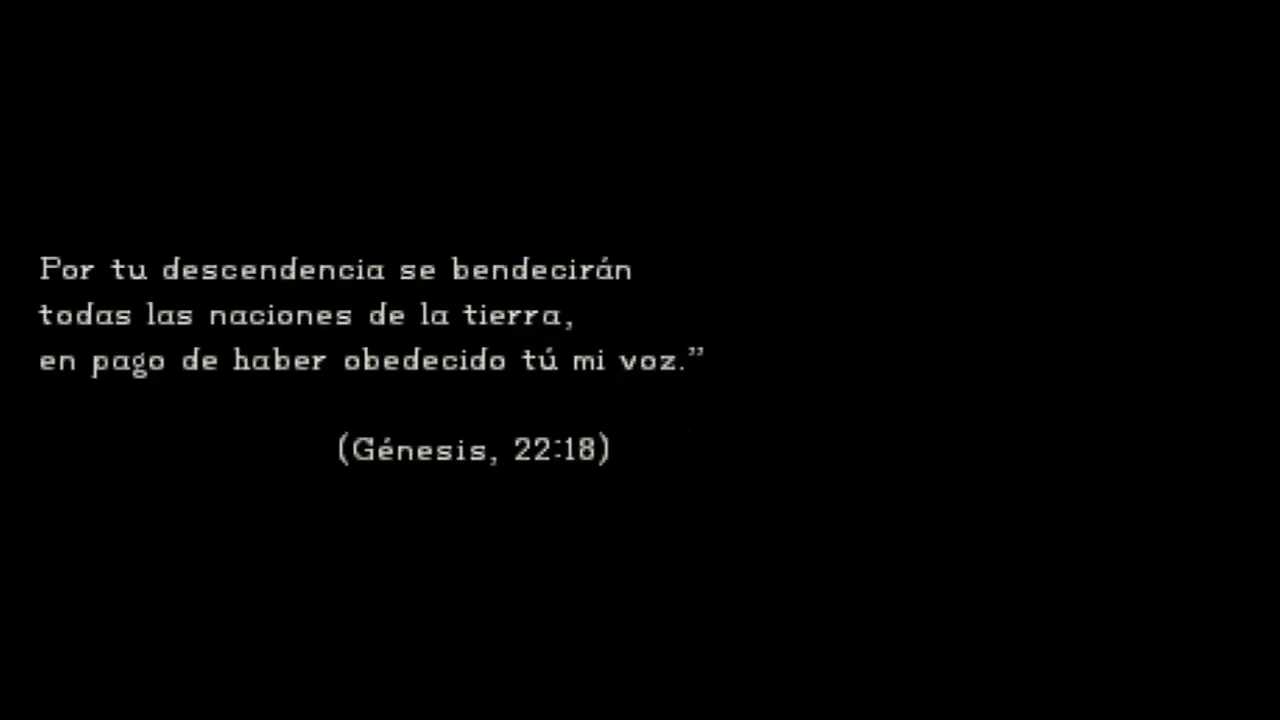 Por tu descendencia se bendecirán
todas las naciones de la tierra,
en pago de haber obedecido tú mi voz.”
(Génesis, 22:18)